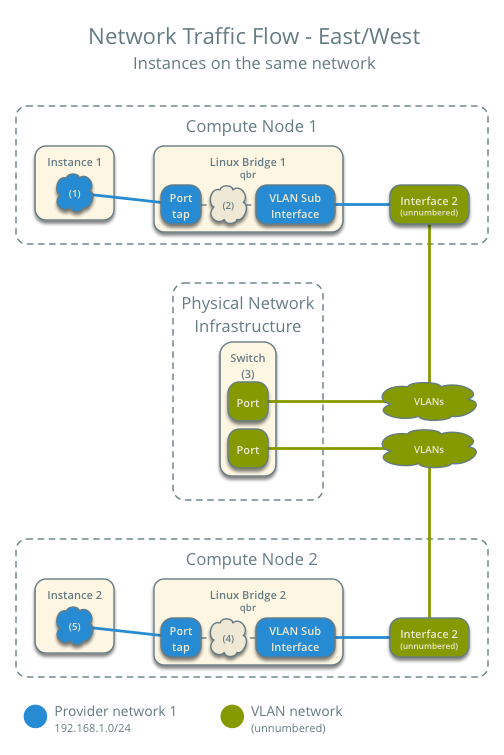 Network Traffic Flow - East/West
Instances on the same network
Compute Node 1
Instance 1
(1)
Linux Bridge 1
qbr
Port
tap
(2)
VLAN Sub
Interface
Interface 2
(unnumbered)
Physical Network
Infrastructure
Switch
(3)
Port
VLANs
Port
VLANs
Compute Node 2
Instance 2
(5)
Linux Bridge 2
qbr
Port
tap
(4)
VLAN Sub
Interface
Interface 2
(unnumbered)
Provider network 1
192.168.1.0/24
VLAN network
(unnumbered)